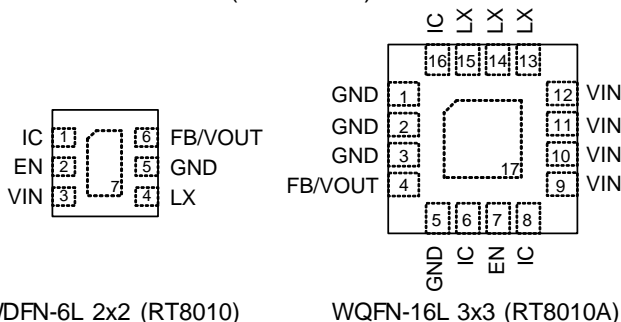 IC LX LX LX
16 15 14 13
GND 1 12 VIN
GND 2 11 VIN
GND 3 10 VIN
FB/VOUT 4 9 VIN
17
5 6 7 8
GND IC EN IC
IC 1 6 FB/VOUT
EN 2 5 GND
VIN 3 4 LX
7
WDFN-6L 2x2 (RT8010)
WQFN-16L 3x3 (RT8010A)